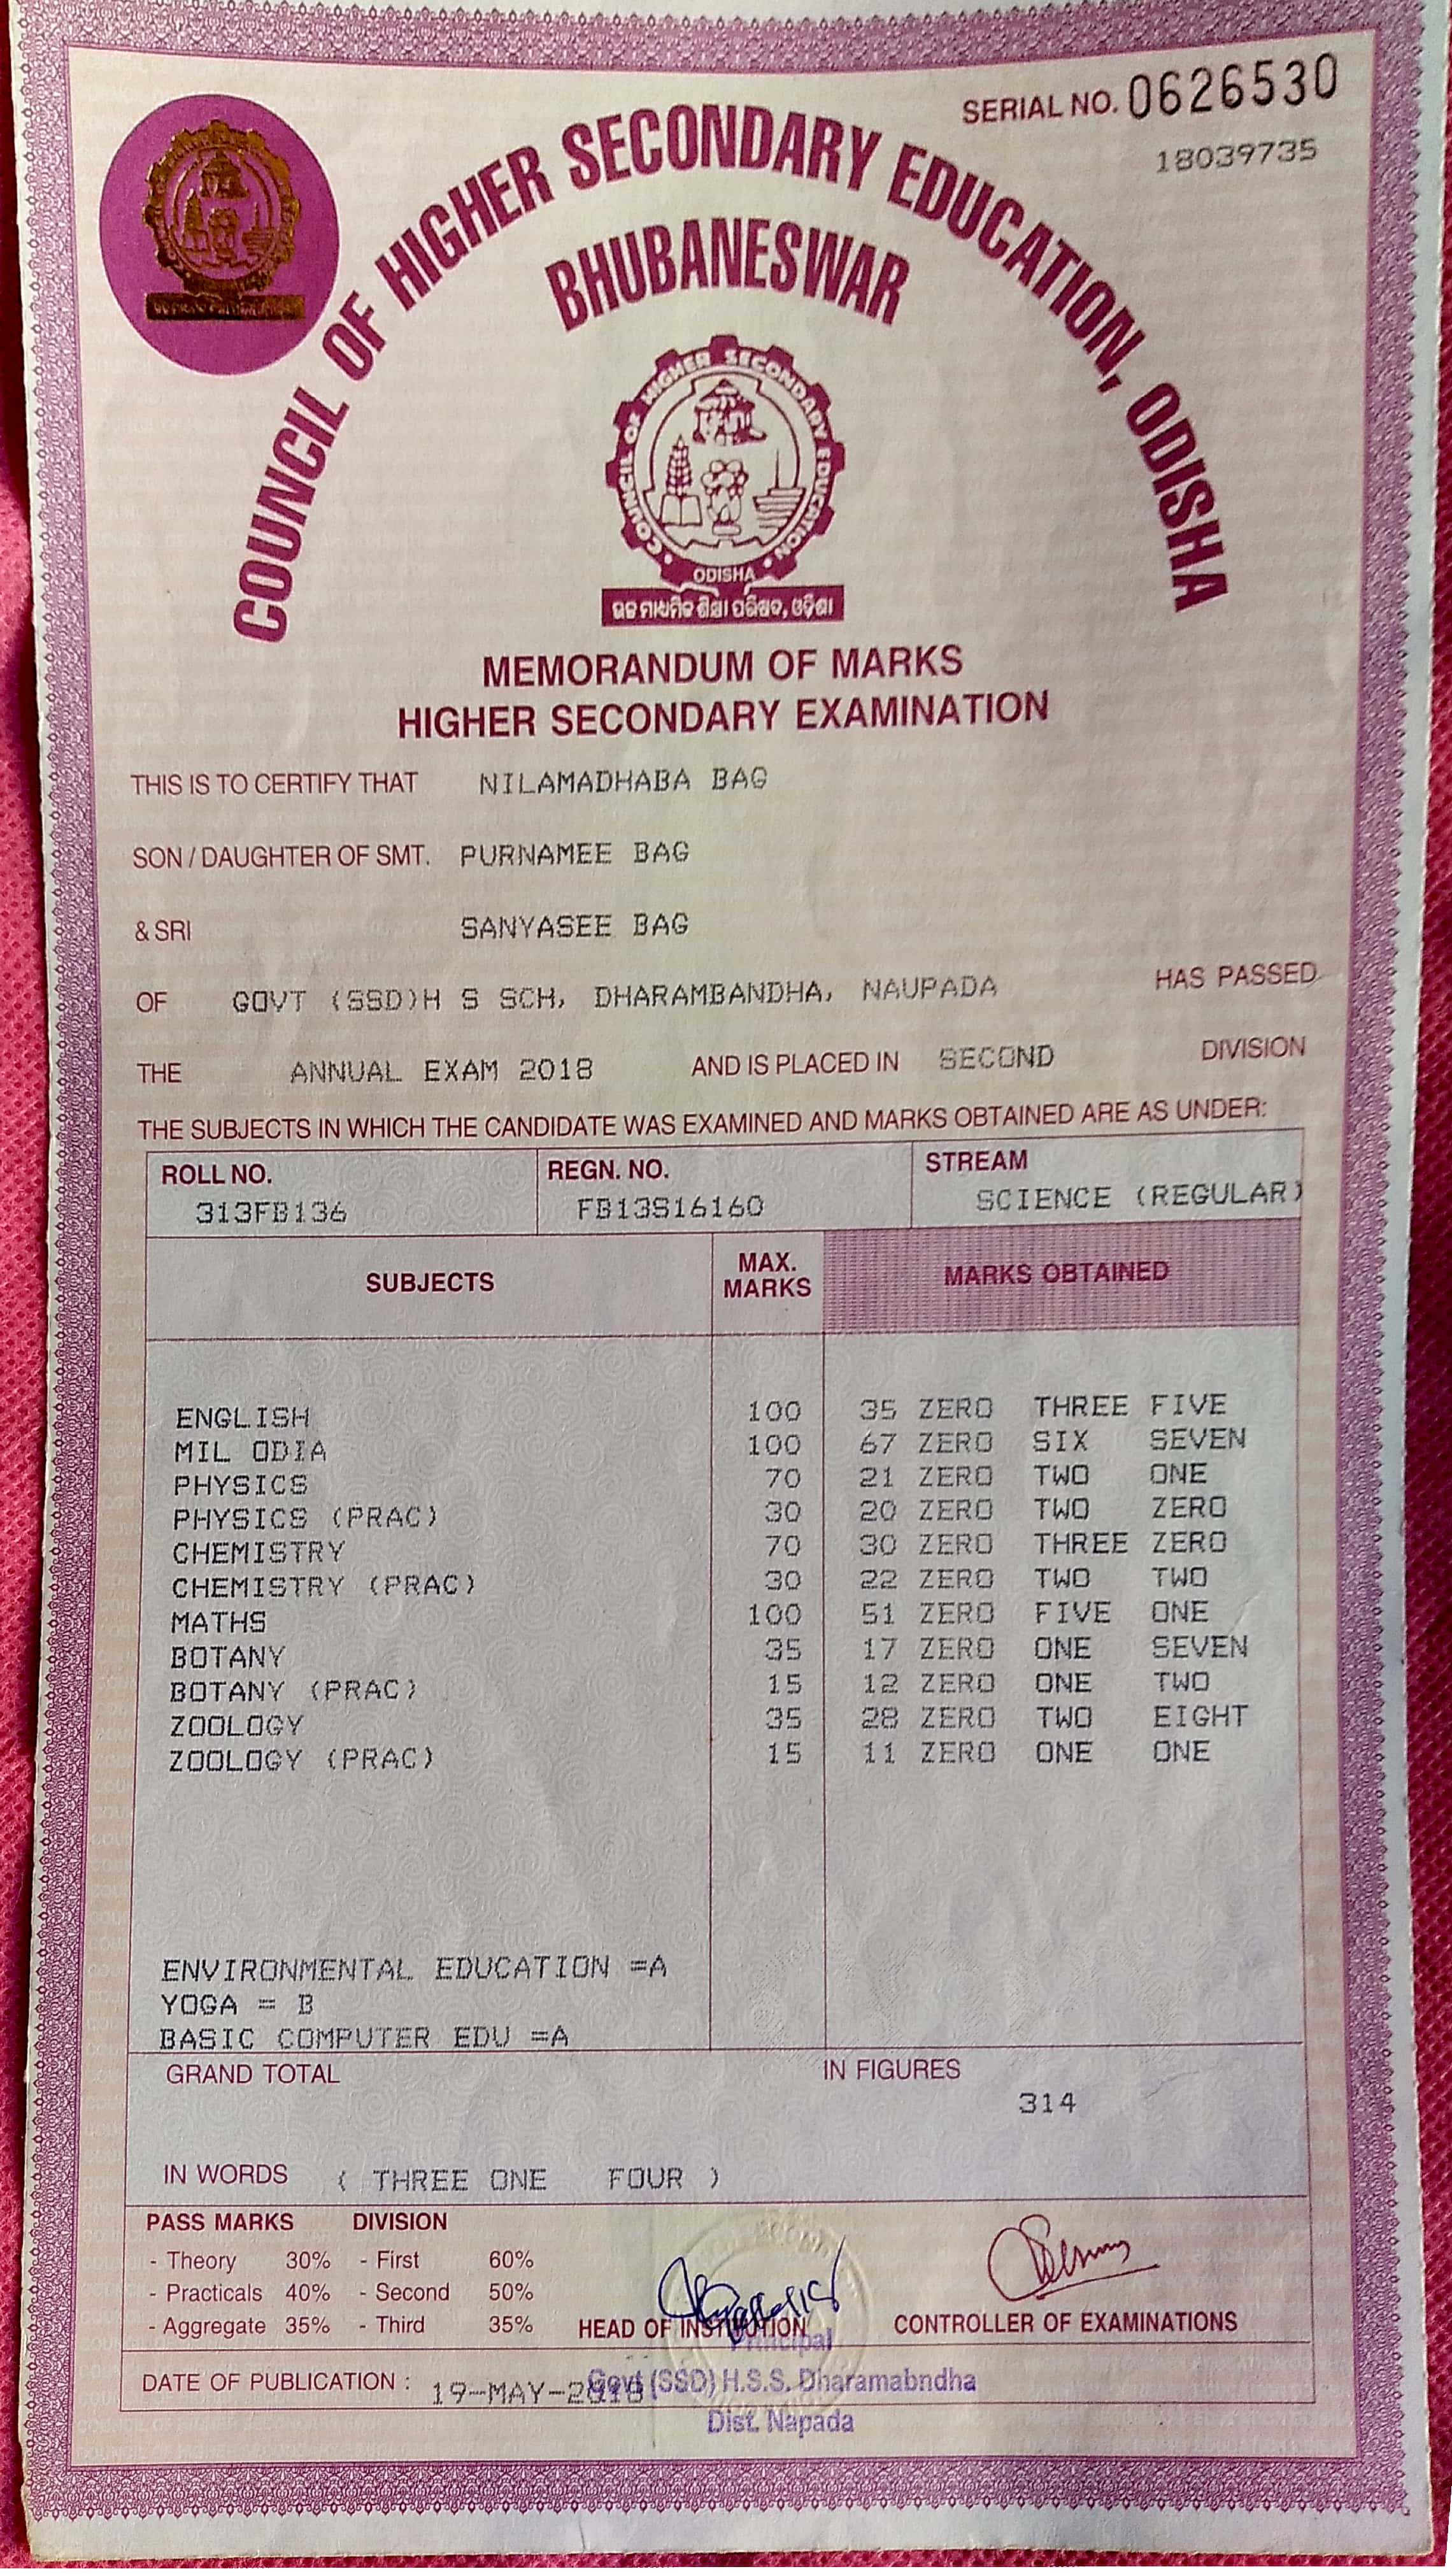 SERIAL NO. 0626530
18039735
COUNCIL OF HIGHER SECONDARY EDUCATION, ODISHA
BHUBANESWAR
COUNCIL OF HIGHER SECONDARY EDUCATION
ODISHA
ଉଚ୍ଚ ମାଧ୍ୟମିକ ଶିକ୍ଷା ପରିଷଦ, ଓଡ଼ିଶା
MEMORANDUM OF MARKS
HIGHER SECONDARY EXAMINATION
THIS IS TO CERTIFY THAT NILAMADHABA BAG
SON / DAUGHTER OF SMT. PURNAMEE BAG
& SRI SANYASEE BAG
OF GOVT (SSD)H S SCH, DHARAMBANDHA, NAUPADA HAS PASSED
THE ANNUAL EXAM 2018 AND IS PLACED IN SECOND DIVISION
THE SUBJECTS IN WHICH THE CANDIDATE WAS EXAMINED AND MARKS OBTAINED ARE AS UNDER:
ROLL NO. REGN. NO. STREAM
313FB136 FB13S16160 SCIENCE (REGULAR)
SUBJECTS MAX. MARKS MARKS OBTAINED
ENGLISH 100 35 ZERO THREE FIVE
MIL ODIA 100 67 ZERO SIX SEVEN
PHYSICS 70 21 ZERO TWO ONE
PHYSICS (PRAC) 30 20 ZERO TWO ZERO
CHEMISTRY 70 30 ZERO THREE ZERO
CHEMISTRY (PRAC) 30 22 ZERO TWO TWO
MATHS 100 51 ZERO FIVE ONE
BOTANY 35 17 ZERO ONE SEVEN
BOTANY (PRAC) 15 12 ZERO ONE TWO
ZOOLOGY 35 28 ZERO TWO EIGHT
ZOOLOGY (PRAC) 15 11 ZERO ONE ONE
ENVIRONMENTAL EDUCATION =A
YOGA = B
BASIC COMPUTER EDU =A
GRAND TOTAL IN FIGURES
314
IN WORDS ( THREE ONE FOUR )
PASS MARKS DIVISION
- Theory 30% - First 60%
- Practicals 40% - Second 50%
- Aggregate 35% - Third 35%
HEAD OF INSTITUTION CONTROLLER OF EXAMINATIONS
Principal
DATE OF PUBLICATION : 19-MAY-2018
Govt (SSD) H.S.S. Dharamabndha
Dist. Napada